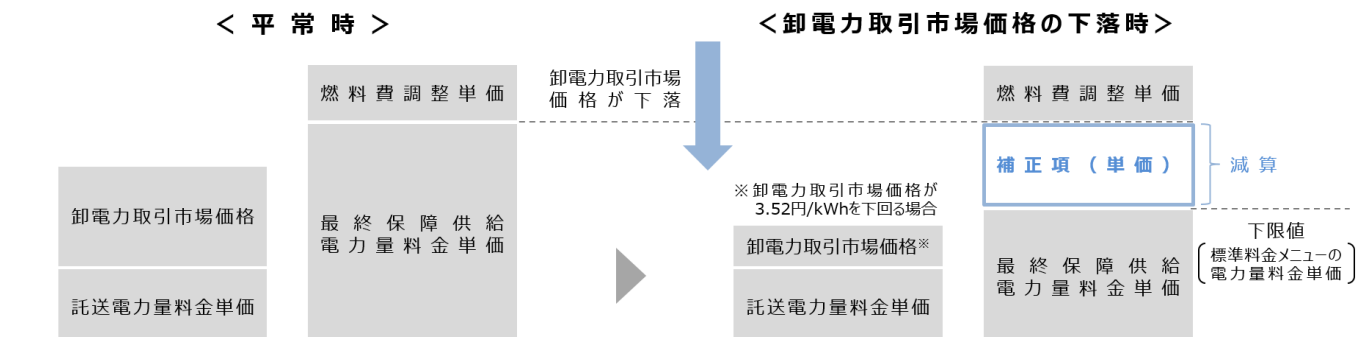 ＜平常時＞
＜卸電力取引市場価格の下落時＞
燃料費調整単価
卸電力取引市場価格
最終保障供給
電力量料金単価
託送電力量料金単価
卸電力取引市場
価格が下落
※卸電力取引市場価格が
3.52円/kWhを下回る場合
卸電力取引市場価格※
託送電力量料金単価
燃料費調整単価
補正項（単価）
減算
最終保障供給
電力量料金単価
下限値
標準料金メニューの
電力量料金単価